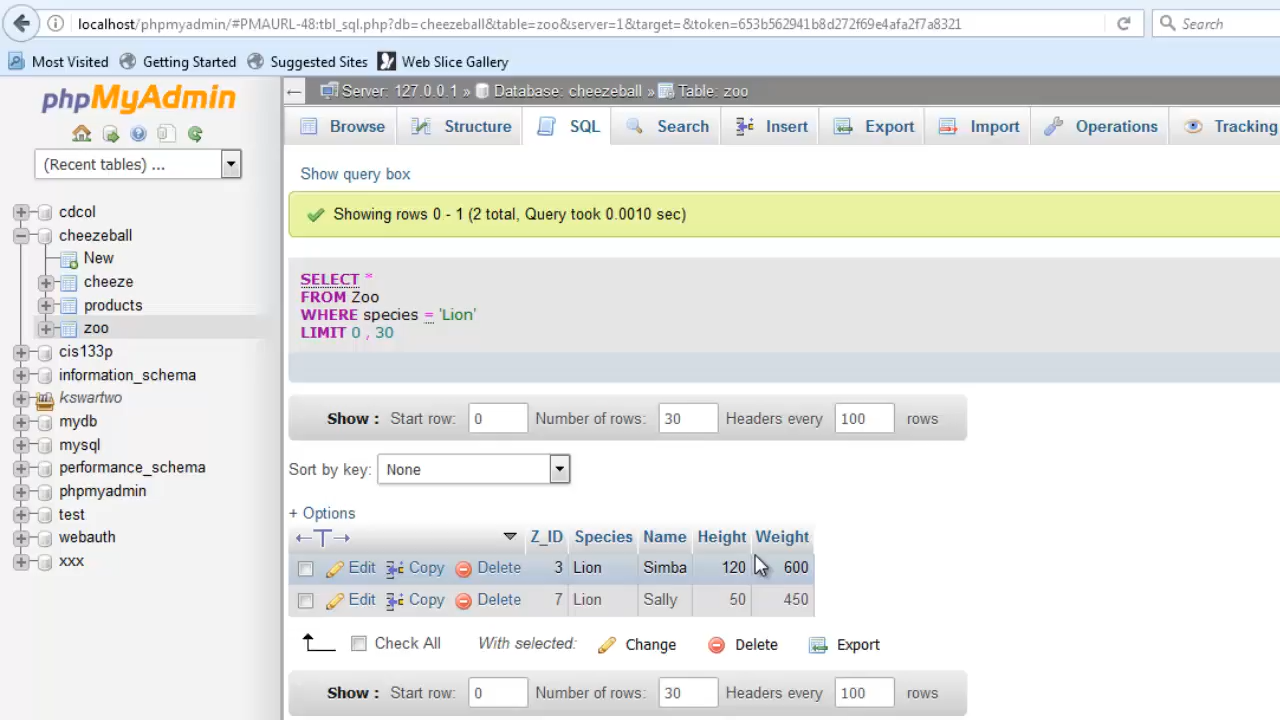 localhost/phpmyadmin/#PMAURL-48:tbl_sql.php?db=cheezeball&table=zoo&server=1&target=&token=653b562941b8d272f69e4afa2f7a8321
Search
Most Visited Getting Started Suggested Sites Web Slice Gallery
phpMyAdmin
(Recent tables) ...
cdcol
cheezeball
New
cheeze
products
zoo
cis133p
information_schema
kswartwo
mydb
mysql
performance_schema
phpmyadmin
test
webauth
xxx
Server: 127.0.0.1 » Database: cheezeball » Table: zoo
Browse Structure SQL Search Insert Export Import Operations Tracking
Show query box
Showing rows 0 - 1 (2 total, Query took 0.0010 sec)
SELECT *
FROM Zoo
WHERE species = 'Lion'
LIMIT 0 , 30
Show : Start row: 0 Number of rows: 30 Headers every 100 rows
Sort by key: None
+ Options
←T→ Z_ID Species Name Height Weight
Edit Copy Delete 3 Lion Simba 120 600
Edit Copy Delete 7 Lion Sally 50 450
Check All With selected: Change Delete Export
Show : Start row: 0 Number of rows: 30 Headers every 100 rows